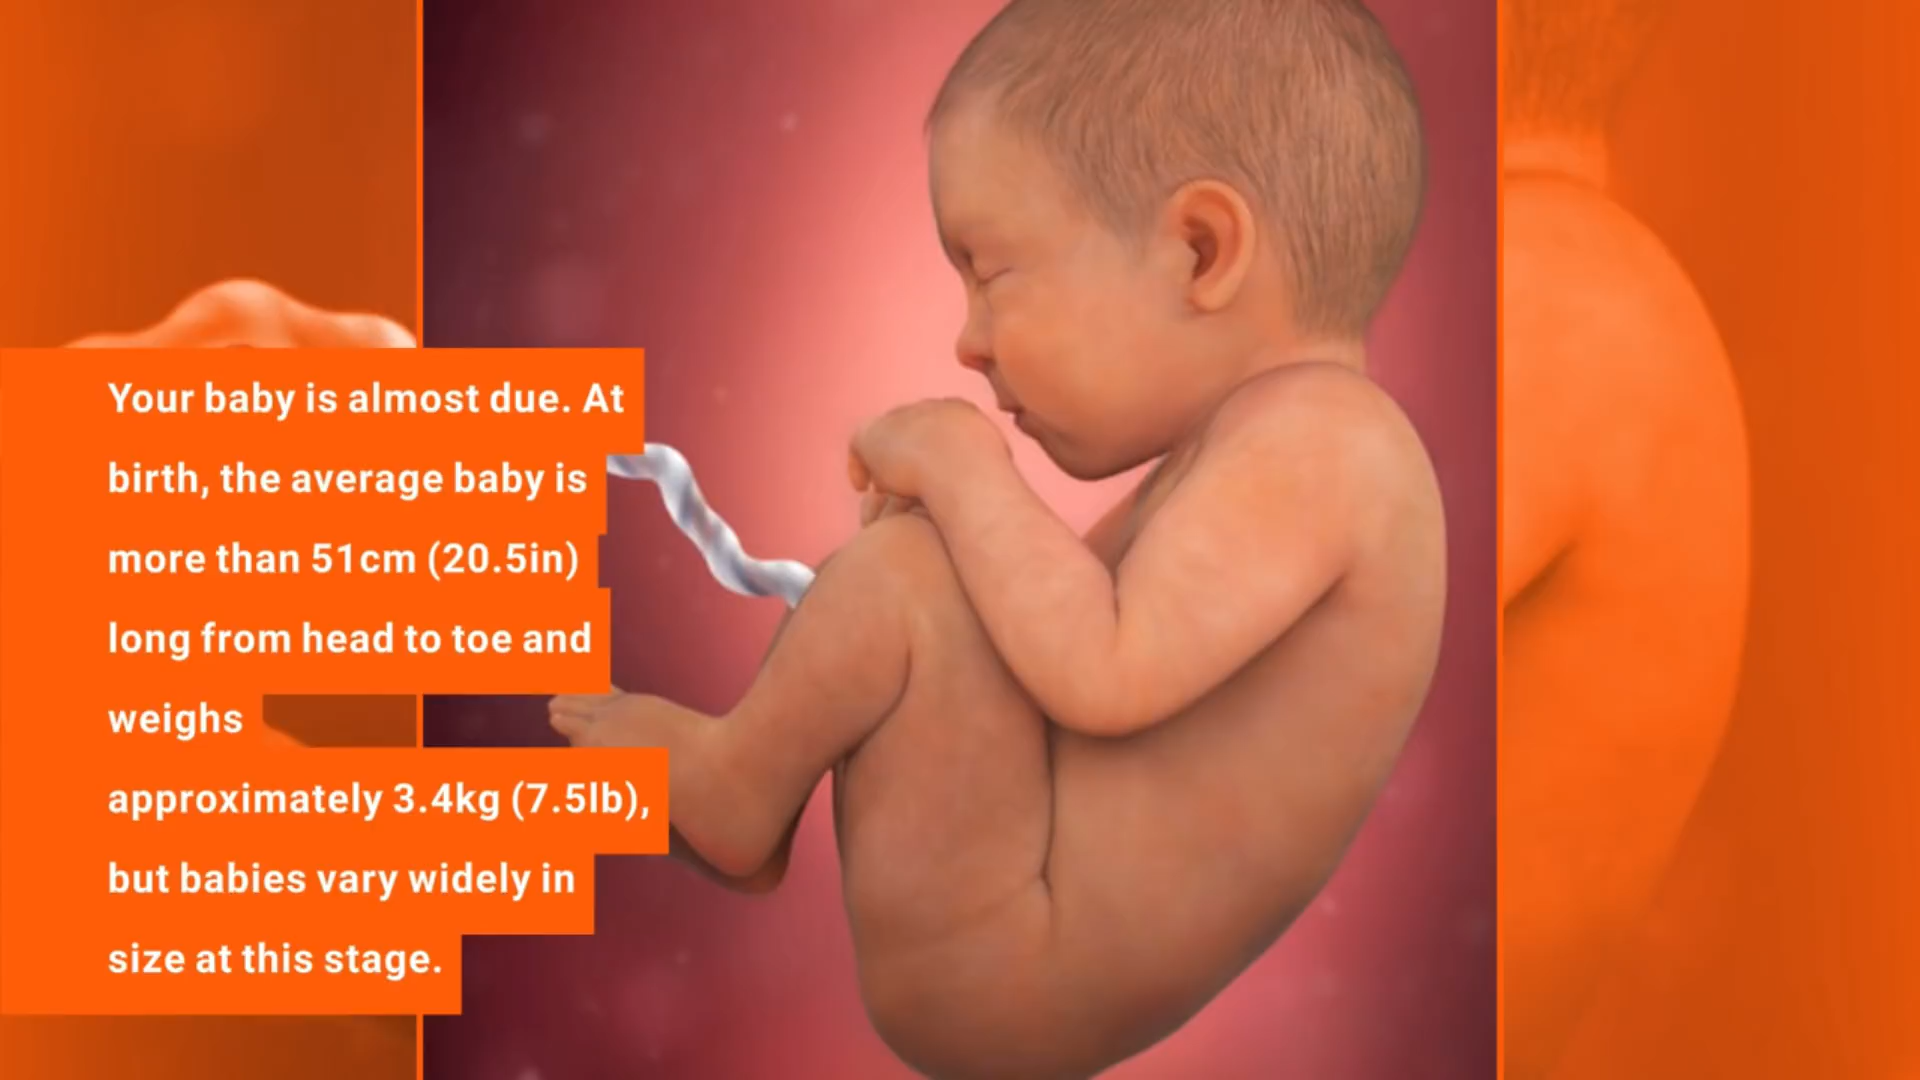 Your baby is almost due. At
birth, the average baby is
more than 51cm (20.5in)
long from head to toe and
weighs
approximately 3.4kg (7.5lb),
but babies vary widely in
size at this stage.